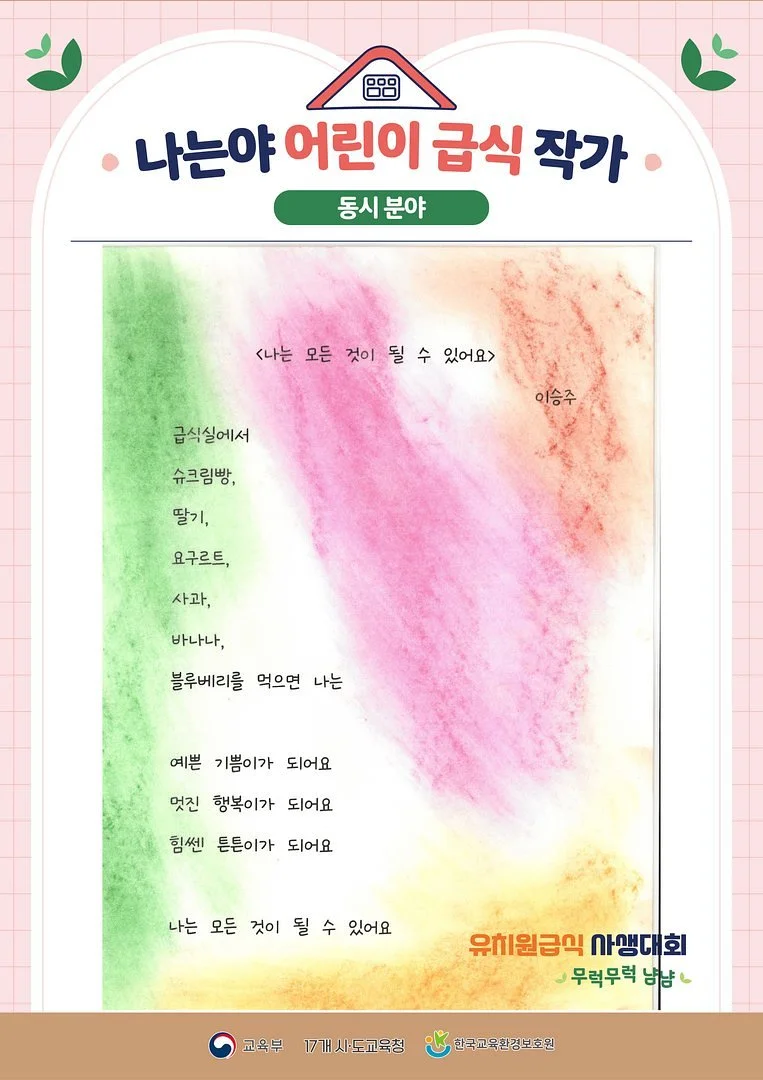 나는야 어린이 급식 작가
동시 분야
<나는 모든 것이 될 수 있어요>
이승주
급식실에서
슈크림빵,
딸기,
요구르트,
사과,
바나나,
블루베리를 먹으면 나는
예쁜 기쁨이가 되어요
멋진 행복이가 되어요
힘쎈 튼튼이가 되어요
나는 모든 것이 될 수 있어요
유치원급식 사생대회
무럭무럭 냠냠
교육부 17개 시·도교육청 한국교육환경보호원